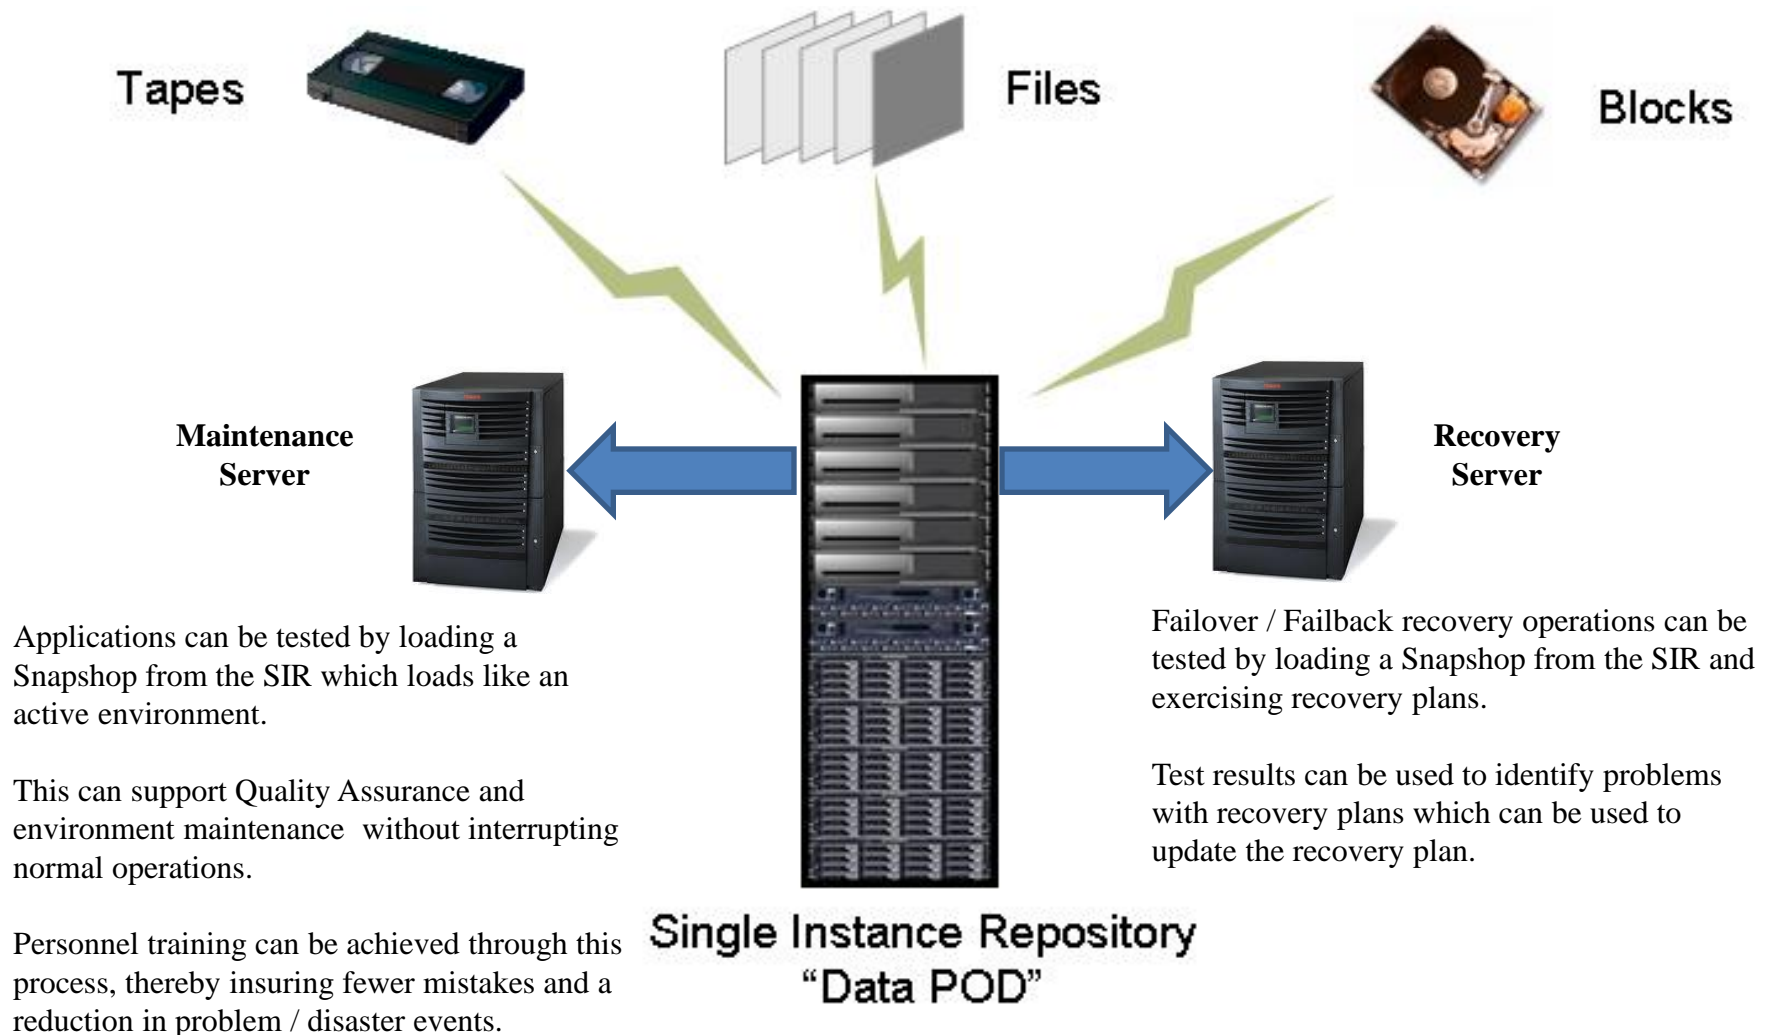 Tapes
Files
Blocks
Maintenance
Server
Recovery
Server
Applications can be tested by loading a
Snapshop from the SIR which loads like an
active environment.
This can support Quality Assurance and
environment maintenance  without interrupting
normal operations.
Personnel training can be achieved through this
process, thereby insuring fewer mistakes and a
reduction in problem / disaster events.
Failover / Failback recovery operations can be
tested by loading a Snapshop from the SIR and
exercising recovery plans.
Test results can be used to identify problems
with recovery plans which can be used to
update the recovery plan.
Single Instance Repository
“Data POD”